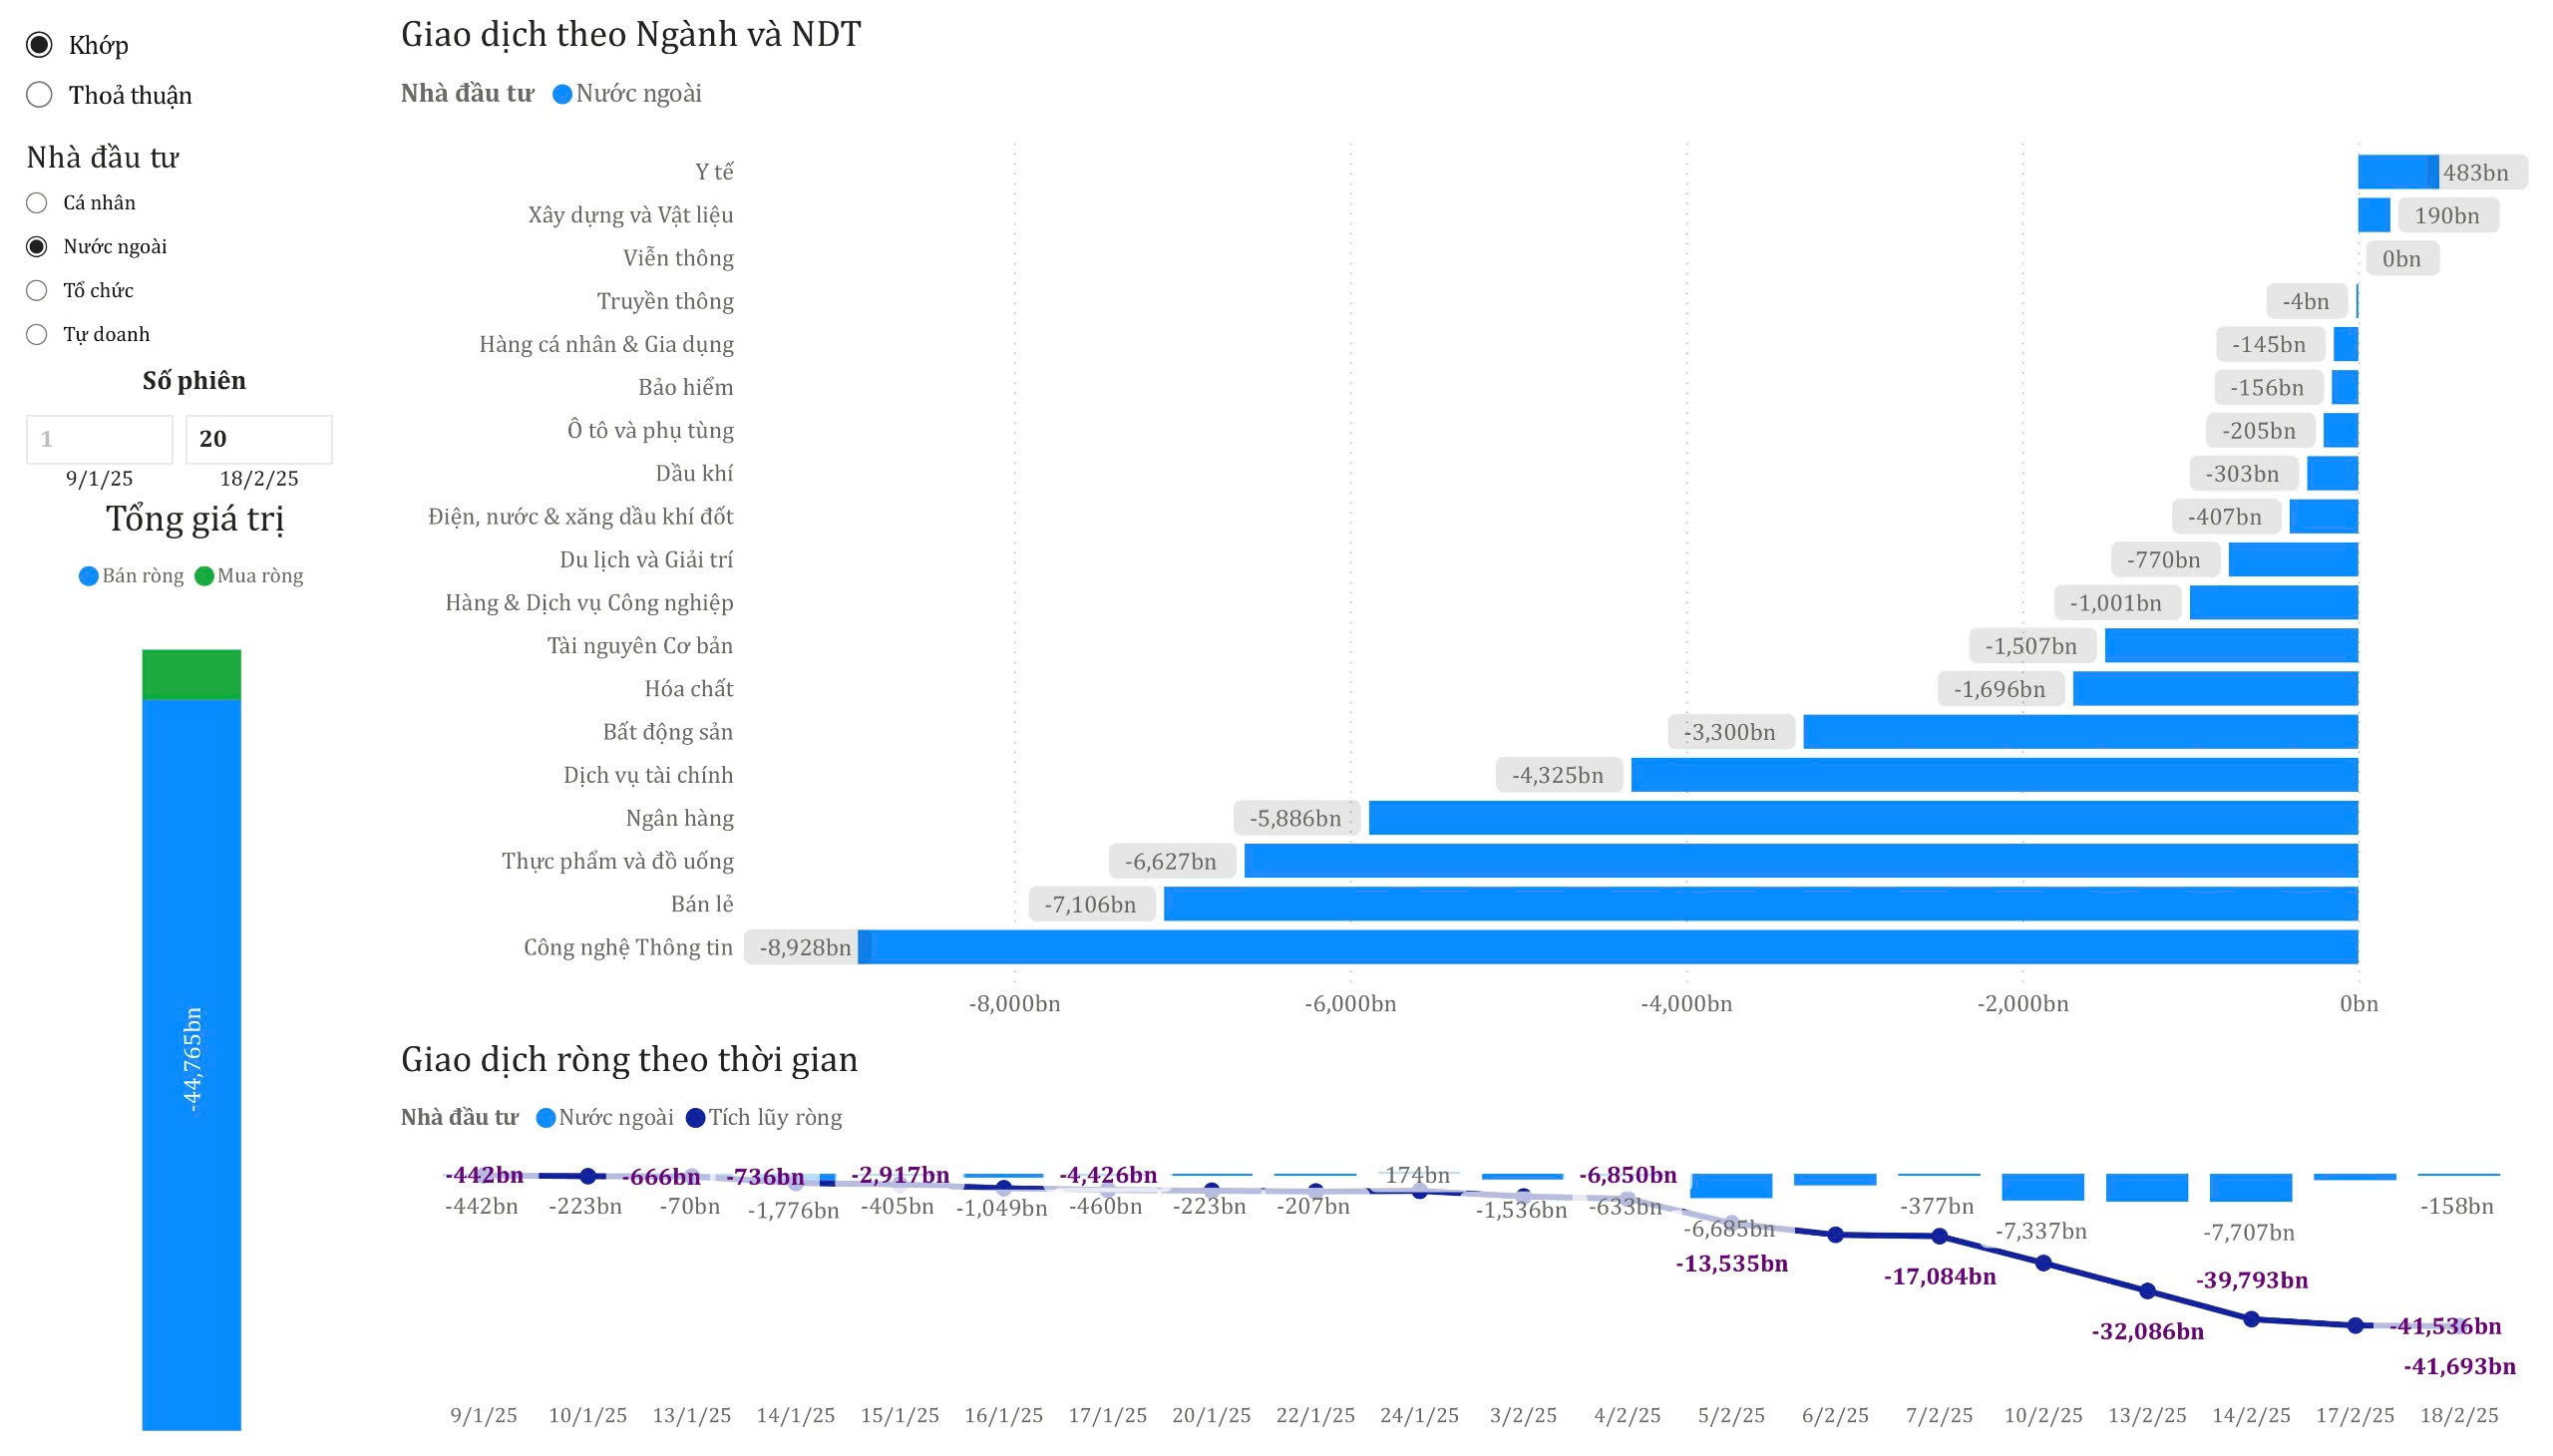 Khớp
Thoả thuận
Nhà đầu tư
Cá nhân
Nước ngoài
Tổ chức
Tự doanh
Số phiên
1 20
9/1/25 18/2/25
Tổng giá trị
Bán ròng Mua ròng
-44,765bn
Giao dịch theo Ngành và NDT
Nhà đầu tư Nước ngoài
Y tế 483bn
Xây dựng và Vật liệu 190bn
Viễn thông 0bn
Truyền thông -4bn
Hàng cá nhân & Gia dụng -145bn
Bảo hiểm -156bn
Ô tô và phụ tùng -205bn
Dầu khí -303bn
Điện, nước & xăng dầu khí đốt -407bn
Du lịch và Giải trí -770bn
Hàng & Dịch vụ Công nghiệp -1,001bn
Tài nguyên Cơ bản -1,507bn
Hóa chất -1,696bn
Bất động sản -3,300bn
Dịch vụ tài chính -4,325bn
Ngân hàng -5,886bn
Thực phẩm và đồ uống -6,627bn
Bán lẻ -7,106bn
Công nghệ Thông tin -8,928bn
-8,000bn -6,000bn -4,000bn -2,000bn 0bn
Giao dịch ròng theo thời gian
Nhà đầu tư Nước ngoài Tích lũy ròng
-442bn -666bn -736bn -2,917bn -4,426bn 174bn -6,850bn
-442bn -223bn -70bn -1,776bn -405bn -1,049bn -460bn -223bn -207bn -1,536bn -633bn -6,685bn -377bn -7,337bn -7,707bn -158bn
-13,535bn -17,084bn -39,793bn
-32,086bn -41,536bn
-41,693bn
9/1/25 10/1/25 13/1/25 14/1/25 15/1/25 16/1/25 17/1/25 20/1/25 22/1/25 24/1/25 3/2/25 4/2/25 5/2/25 6/2/25 7/2/25 10/2/25 13/2/25 14/2/25 17/2/25 18/2/25